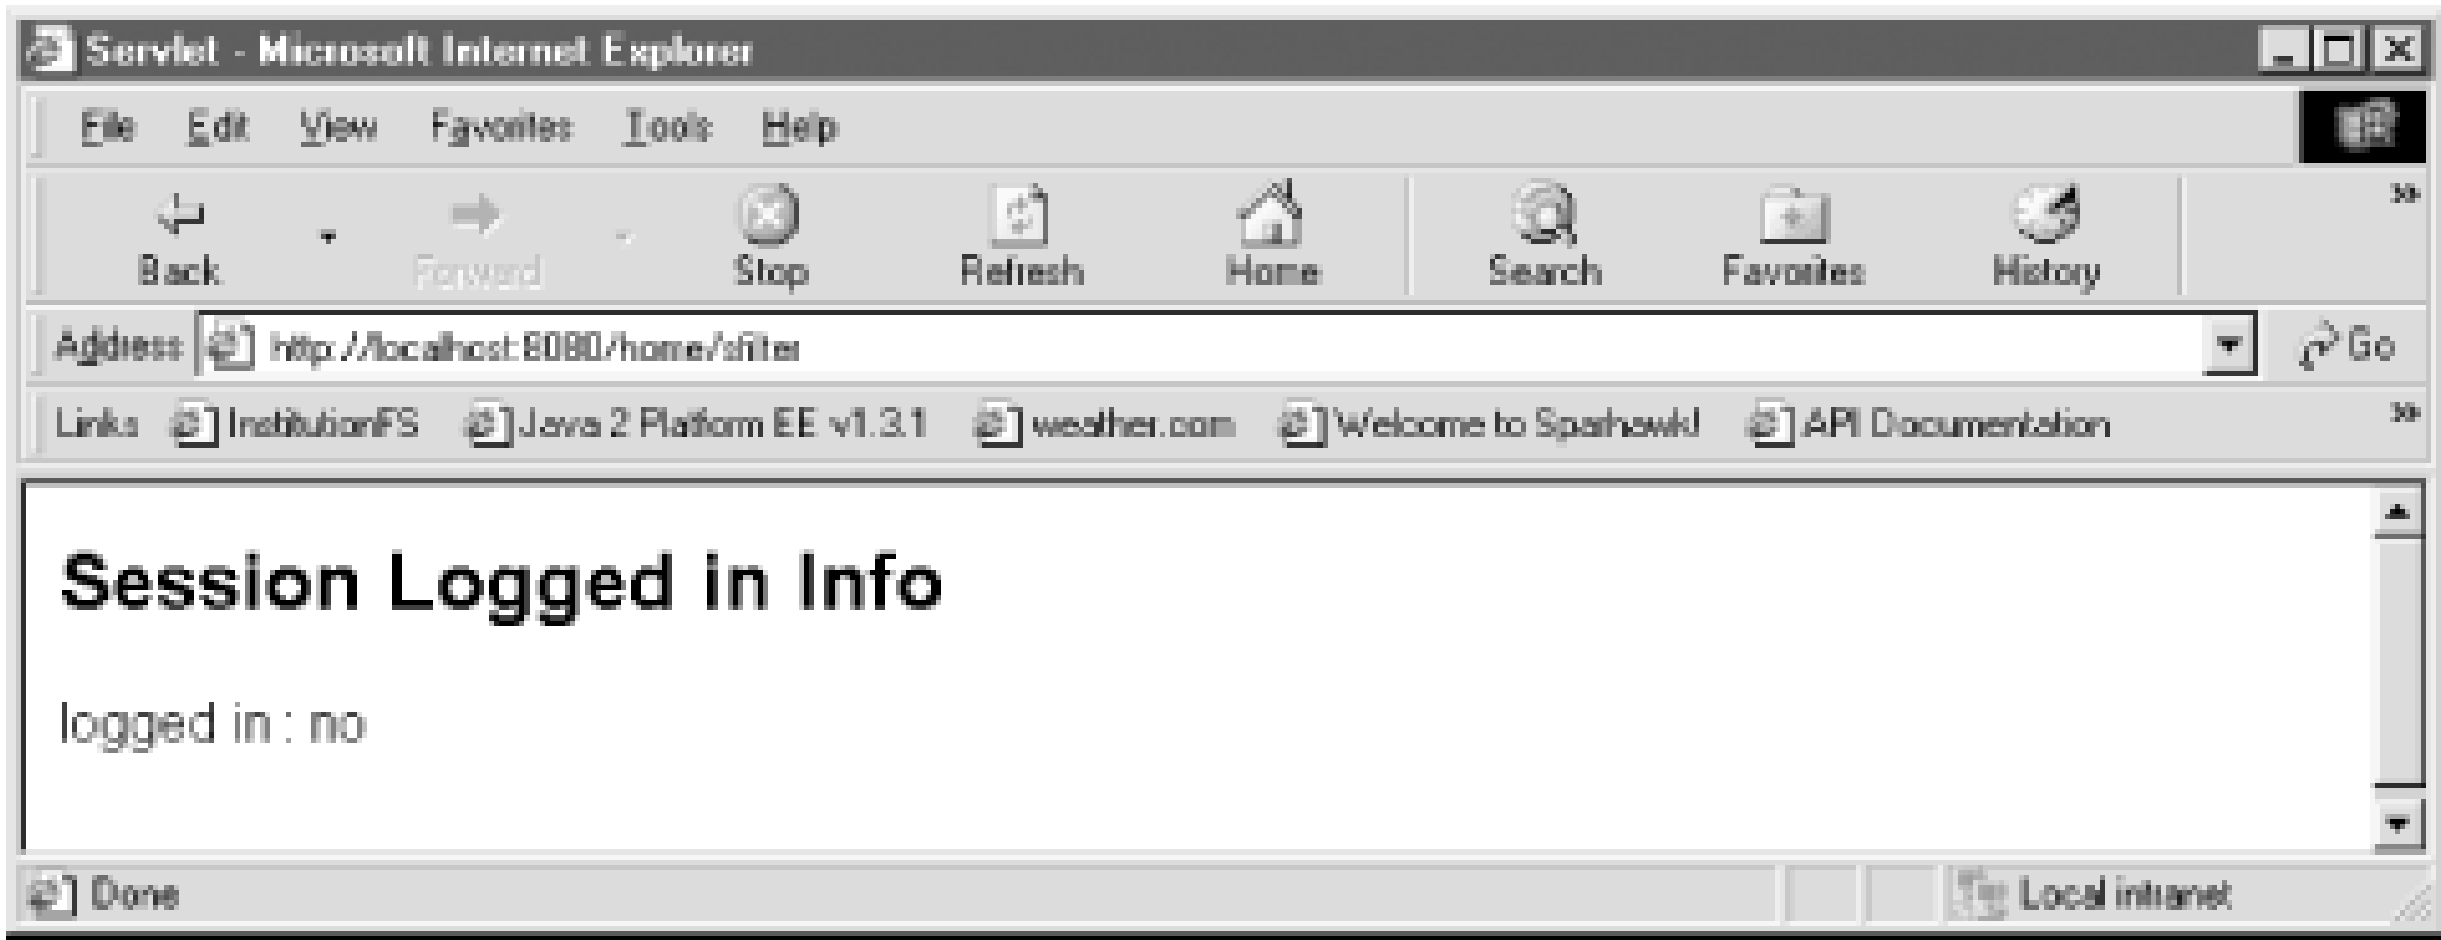 Servlet - Microsoft Internet Explorer
File Edit View Favorites Tools Help
Back Forward Stop Refresh Home Search Favorites History »
Address http://localhost:8080/home/sfilter Go
Links InstitutionFS Java 2 Platform EE v1.3.1 weather.com Welcome to Sparhawk! API Documentation »
Session Logged in Info
logged in : no
Done Local intranet